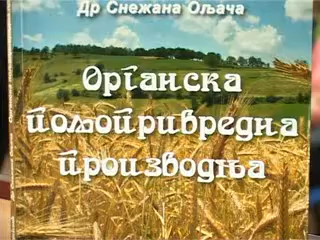 Др Снежана Ољача
Органска
пољопривредна
производња